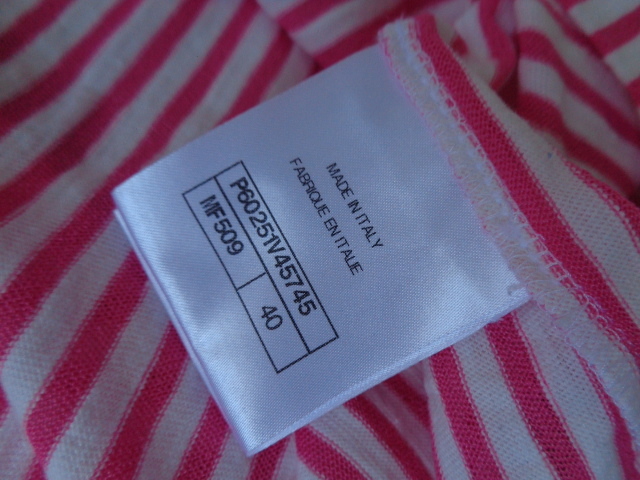 MADE IN ITALY
FABRIQUE EN ITALIE
P60251V45745
MF509 40